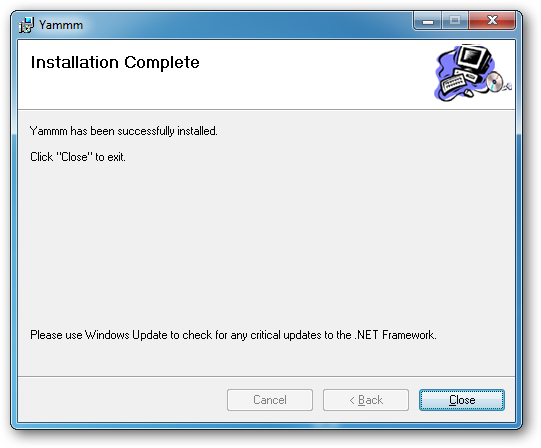 Yammm
Installation Complete
Yammm has been successfully installed.
Click "Close" to exit.
Please use Windows Update to check for any critical updates to the .NET Framework.
Cancel
< Back
Close